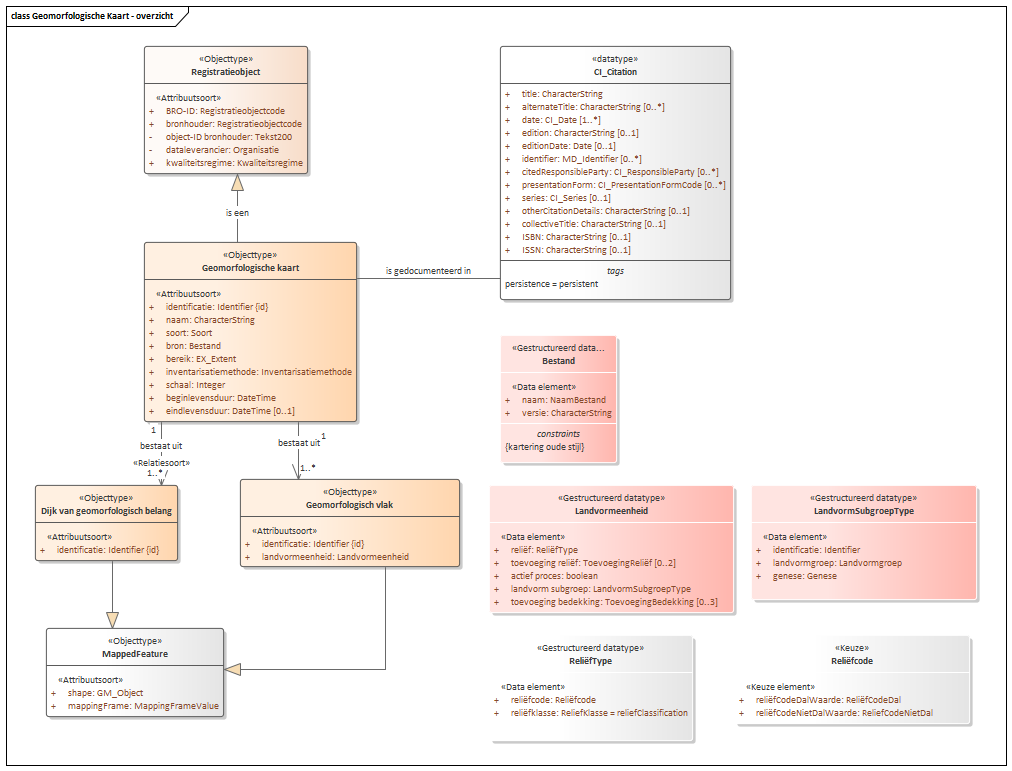 class Geomorfologische Kaart - overzicht
«Objecttype»
Registratieobject
«Attribuutsoort»
+ BRO-ID: Registratieobjectcode
+ bronhouder: Registratieobjectcode
- object-ID bronhouder: Tekst200
- dataleverancier: Organisatie
+ kwaliteitsregime: Kwaliteitsregime
«datatype»
CI_Citation
+ title: CharacterString
+ alternateTitle: CharacterString [0..*]
+ date: CI_Date [1..*]
+ edition: CharacterString [0..1]
+ editionDate: Date [0..1]
+ identifier: MD_Identifier [0..*]
+ citedResponsibleParty: CI_ResponsibleParty [0..*]
+ presentationForm: CI_PresentationFormCode [0..*]
+ series: CI_Series [0..1]
+ otherCitationDetails: CharacterString [0..1]
+ collectiveTitle: CharacterString [0..1]
+ ISBN: CharacterString [0..1]
+ ISSN: CharacterString [0..1]
tags
persistence = persistent
is een
«Objecttype»
Geomorfologische kaart
«Attribuutsoort»
+ identificatie: Identifier {id}
+ naam: CharacterString
+ soort: Soort
+ bron: Bestand
+ bereik: EX_Extent
+ inventarisatiemethode: Inventarisatiemethode
+ schaal: Integer
+ beginlevensduur: DateTime
+ eindlevensduur: DateTime [0..1]
is gedocumenteerd in
«Gestructureerd data...
Bestand
«Data element»
+ naam: NaamBestand
+ versie: CharacterString
constraints
{kartering oude stijl}
1
bestaat uit
«Relatiesoort»
1..*
1
bestaat uit
1..*
«Objecttype»
Dijk van geomorfologisch belang
«Attribuutsoort»
+ identificatie: Identifier {id}
«Objecttype»
Geomorfologisch vlak
«Attribuutsoort»
+ identificatie: Identifier {id}
+ landvormeenheid: Landvormeenheid
«Gestructureerd datatype»
Landvormeenheid
«Data element»
+ reliëf: ReliëfType
+ toevoeging reliëf: ToevoegingReliëf [0..2]
+ actief proces: boolean
+ landvorm subgroep: LandvormSubgroepType
+ toevoeging bedekking: ToevoegingBedekking [0..3]
«Gestructureerd datatype»
LandvormSubgroepType
«Data element»
+ identificatie: Identifier
+ landvormgroep: Landvormgroep
+ genese: Genese
«Objecttype»
MappedFeature
«Attribuutsoort»
+ shape: GM_Object
+ mappingFrame: MappingFrameValue
«Gestructureerd datatype»
ReliëfType
«Data element»
+ reliëfcode: Reliëfcode
+ reliëfklasse: ReliefKlasse = reliefClassification
«Keuze»
Reliëfcode
«Keuze element»
+ reliëfCodeDalWaarde: ReliëfCodeDal
+ reliëfCodeNietDalWaarde: ReliefCodeNietDal